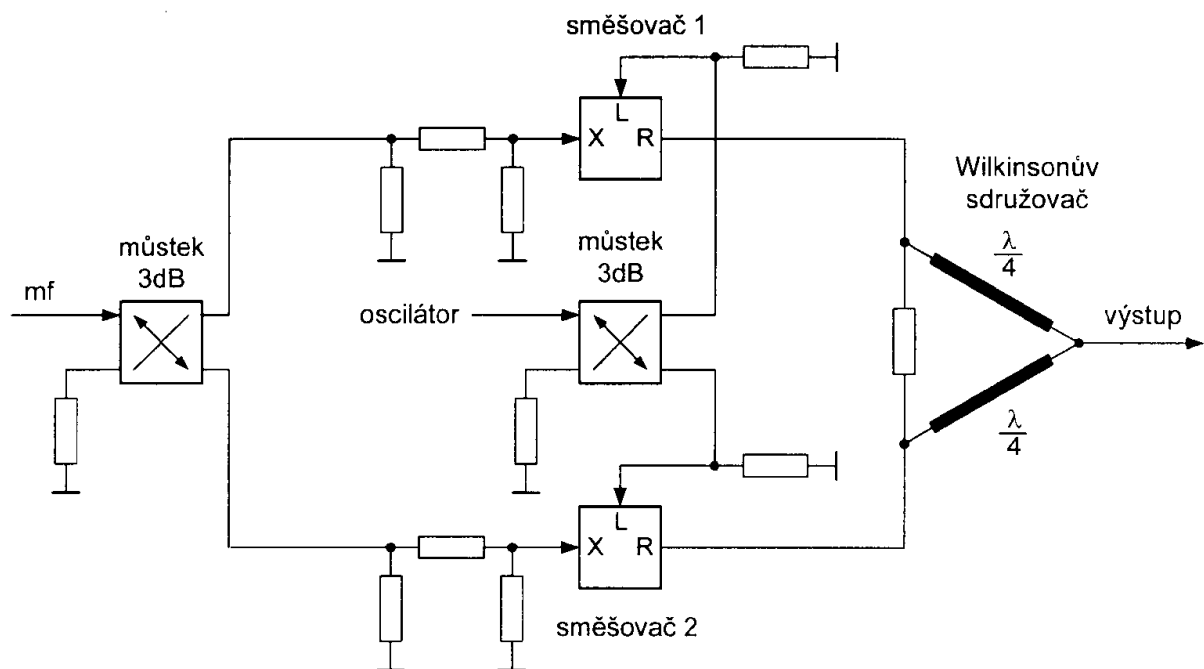 směšovač 1
L
X R
Wilkinsonův
sdružovač
λ
4
můstek
3dB
mf
můstek
3dB
oscilátor
výstup
λ
4
L
X R
směšovač 2